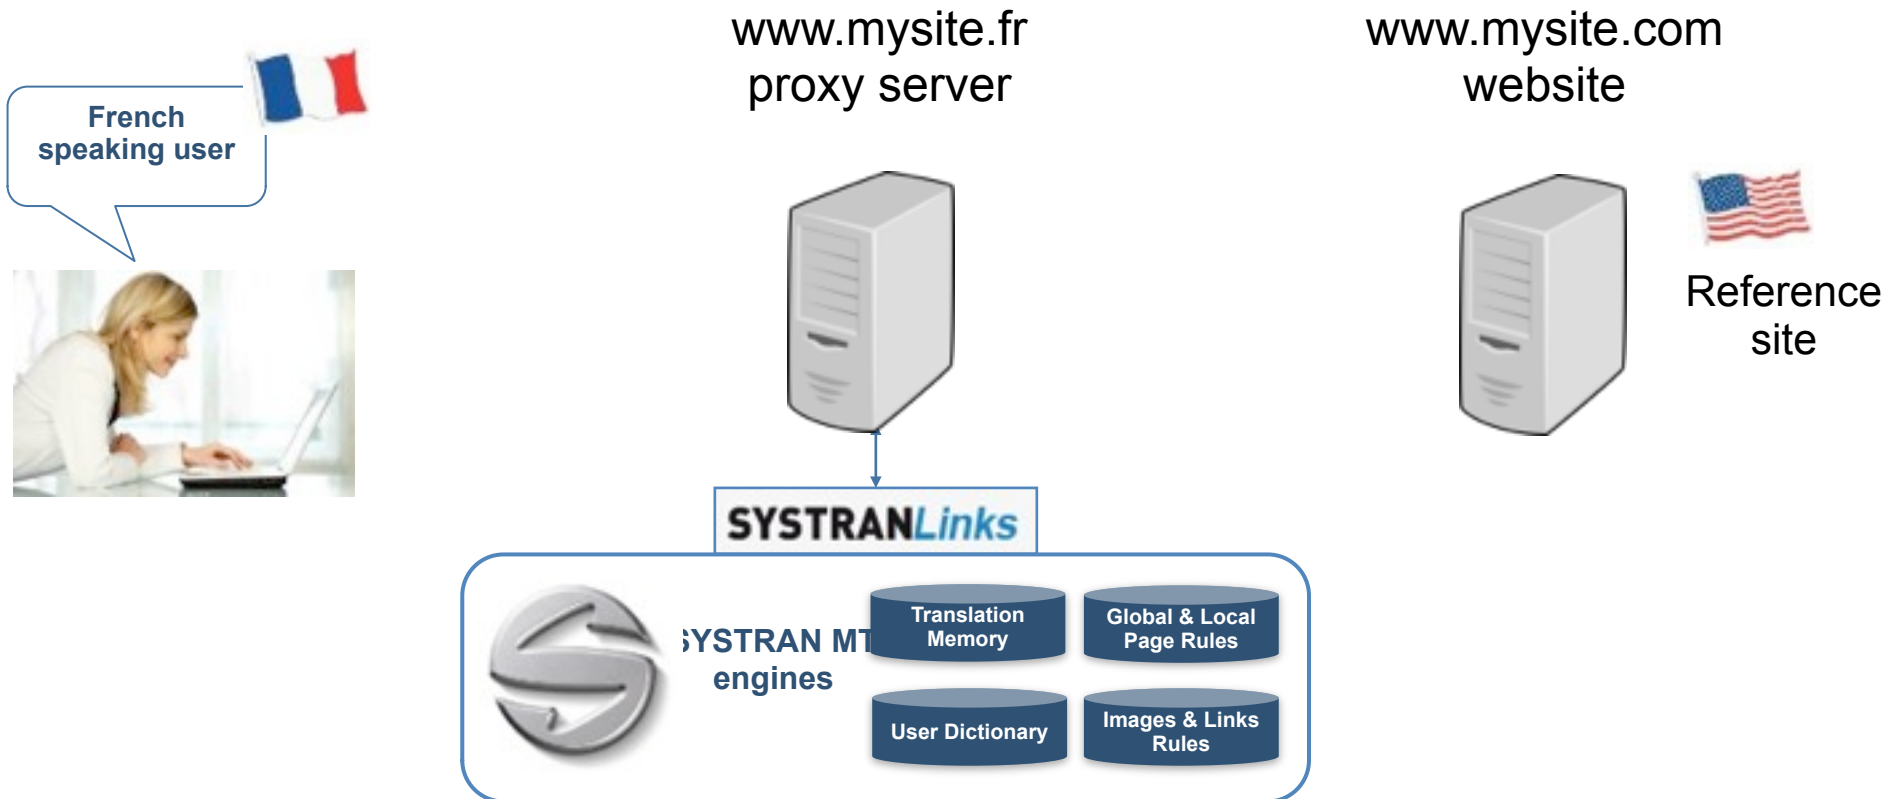 www.mysite.fr
proxy server
www.mysite.com
website
French
speaking user
Reference
site
SYSTRANLinks
SYSTRAN MT
engines
Translation
Memory
Global & Local
Page Rules
User Dictionary
Images & Links
Rules